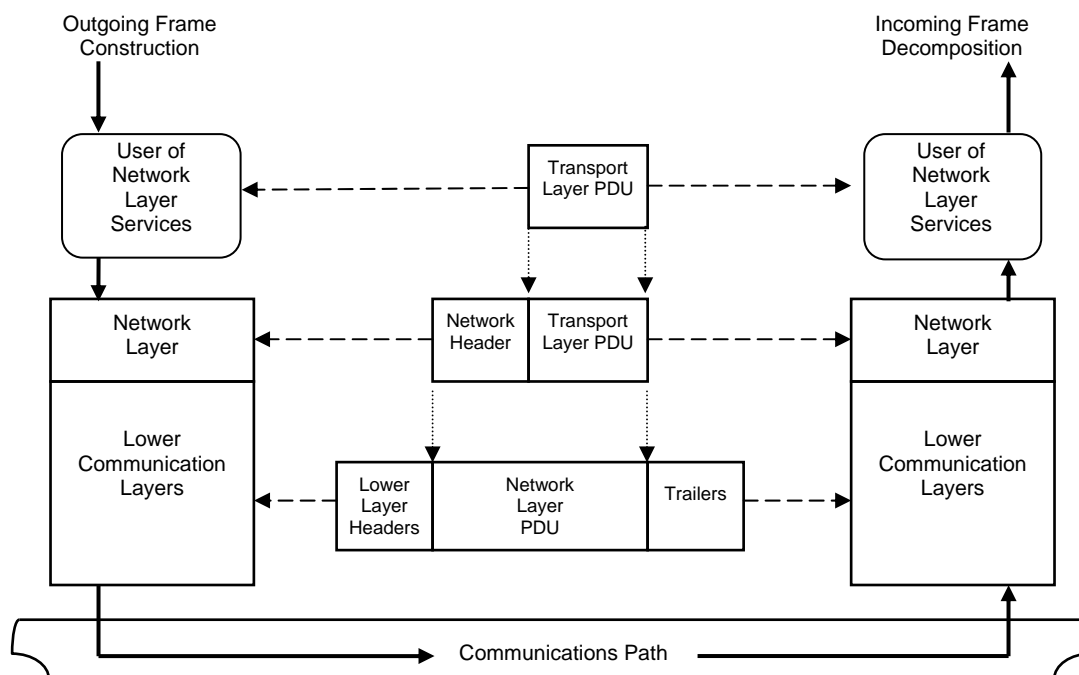 Outgoing Frame
Construction
Incoming Frame
Decomposition
User of
Network
Layer
Services
Transport
Layer PDU
User of
Network
Layer
Services
Network
Layer
Network
Header
Transport
Layer PDU
Network
Layer
Lower
Communication
Layers
Lower
Layer
Headers
Network
Layer
PDU
Trailers
Lower
Communication
Layers
Communications Path